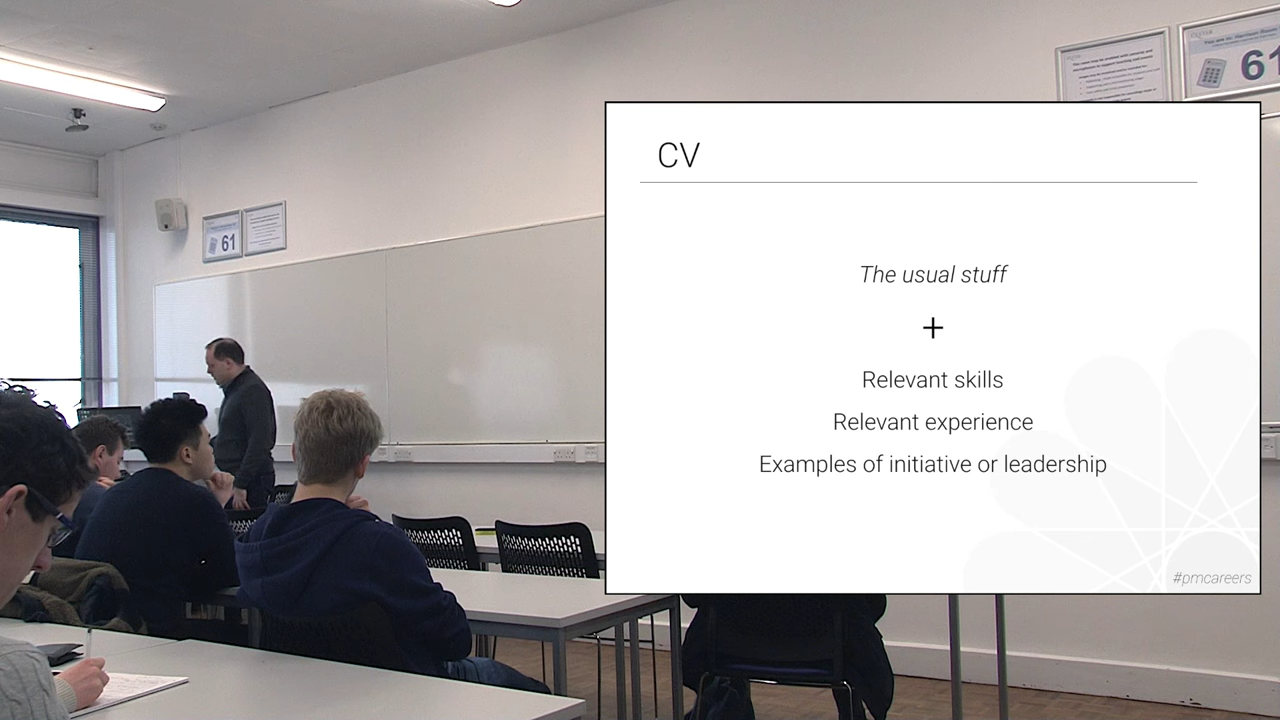 61
61
CV
The usual stuff
+
Relevant skills
Relevant experience
Examples of initiative or leadership
#pmcareers